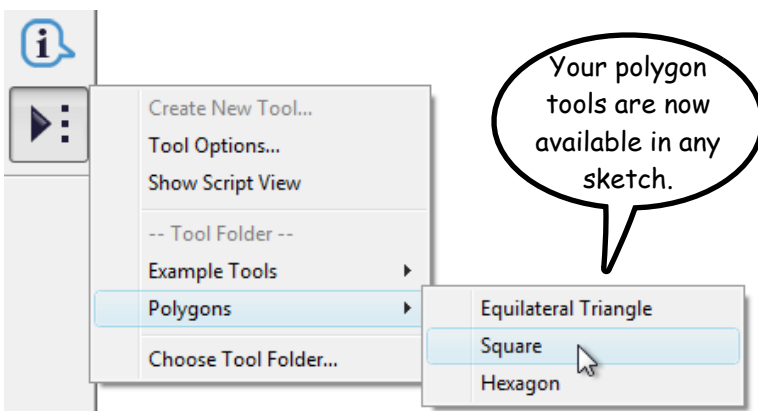 i
Create New Tool...
Tool Options...
Show Script View
-- Tool Folder --
Example Tools
Polygons
Choose Tool Folder...
Your polygon
tools are now
available in any
sketch.
Equilateral Triangle
Square
Hexagon